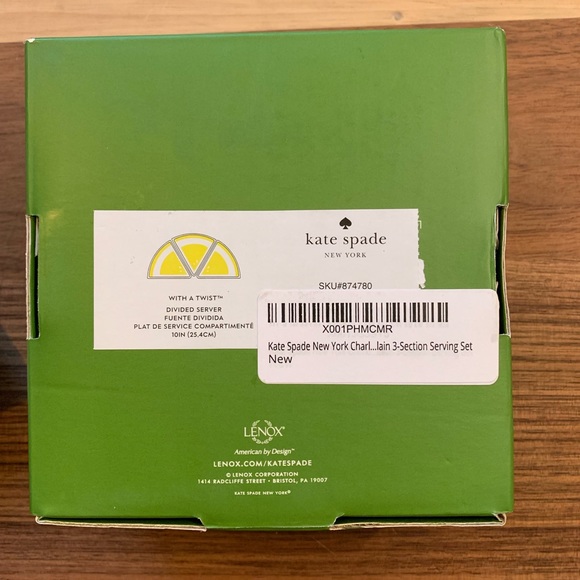 kate spade
NEW YORK
SKU#874780
WITH A TWIST™
DIVIDED SERVER
FUENTE DIVIDIDA
PLAT DE SERVICE COMPARTIMENTÉ
10IN (25,4CM)
X001PHMCMR
Kate Spade New York Charl...lain 3-Section Serving Set
New
LENOX®
American by Design™
LENOX.COM/KATESPADE
© LENOX CORPORATION
1414 RADCLIFFE STREET • BRISTOL, PA 19007
KATE SPADE NEW YORK®